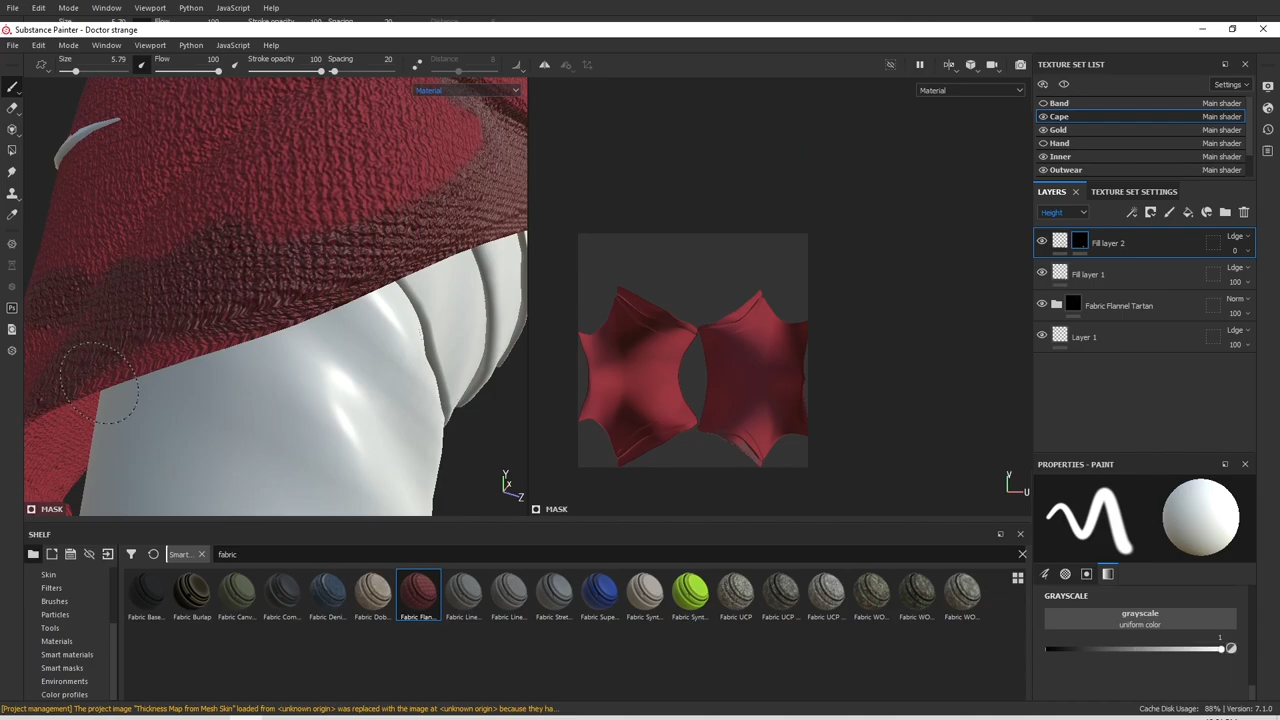 File Edit Mode Window Viewport Python JavaScript Help
Substance Painter - Doctor strange
File Edit Mode Window Viewport Python JavaScript Help
Size 5.79 Flow 100 Stroke opacity 100 Spacing 20 Distance 8
Material
Material
TEXTURE SET LIST
Settings
Band Main shader
Cape Main shader
Gold Main shader
Hand Main shader
Inner Main shader
Outwear Main shader
LAYERS TEXTURE SET SETTINGS
Height
Fill layer 2 Ldge 0
Fill layer 1 Ldge 100
Fabric Flannel Tartan Norm 100
Layer 1 Ldge 100
Y
X
Z
V
U
MASK
MASK
PROPERTIES - PAINT
GRAYSCALE
grayscale
uniform color
1
SHELF
Smart... fabric
Skin
Filters
Brushes
Particles
Tools
Materials
Smart materials
Smart masks
Environments
Color profiles
Fabric Base... Fabric Burlap Fabric Canv... Fabric Com... Fabric Deni... Fabric Dob... Fabric Flan... Fabric Line... Fabric Line... Fabric Stret... Fabric Supe... Fabric Synt... Fabric Synt... Fabric UCP Fabric UCP ... Fabric UCP ... Fabric WO... Fabric WO... Fabric WO...
[Project management] The project image "Thickness Map from Mesh Skin" loaded from <unknown origin> was replaced with the image at <unknown origin> because they ha...
Cache Disk Usage: 88% | Version: 7.1.0